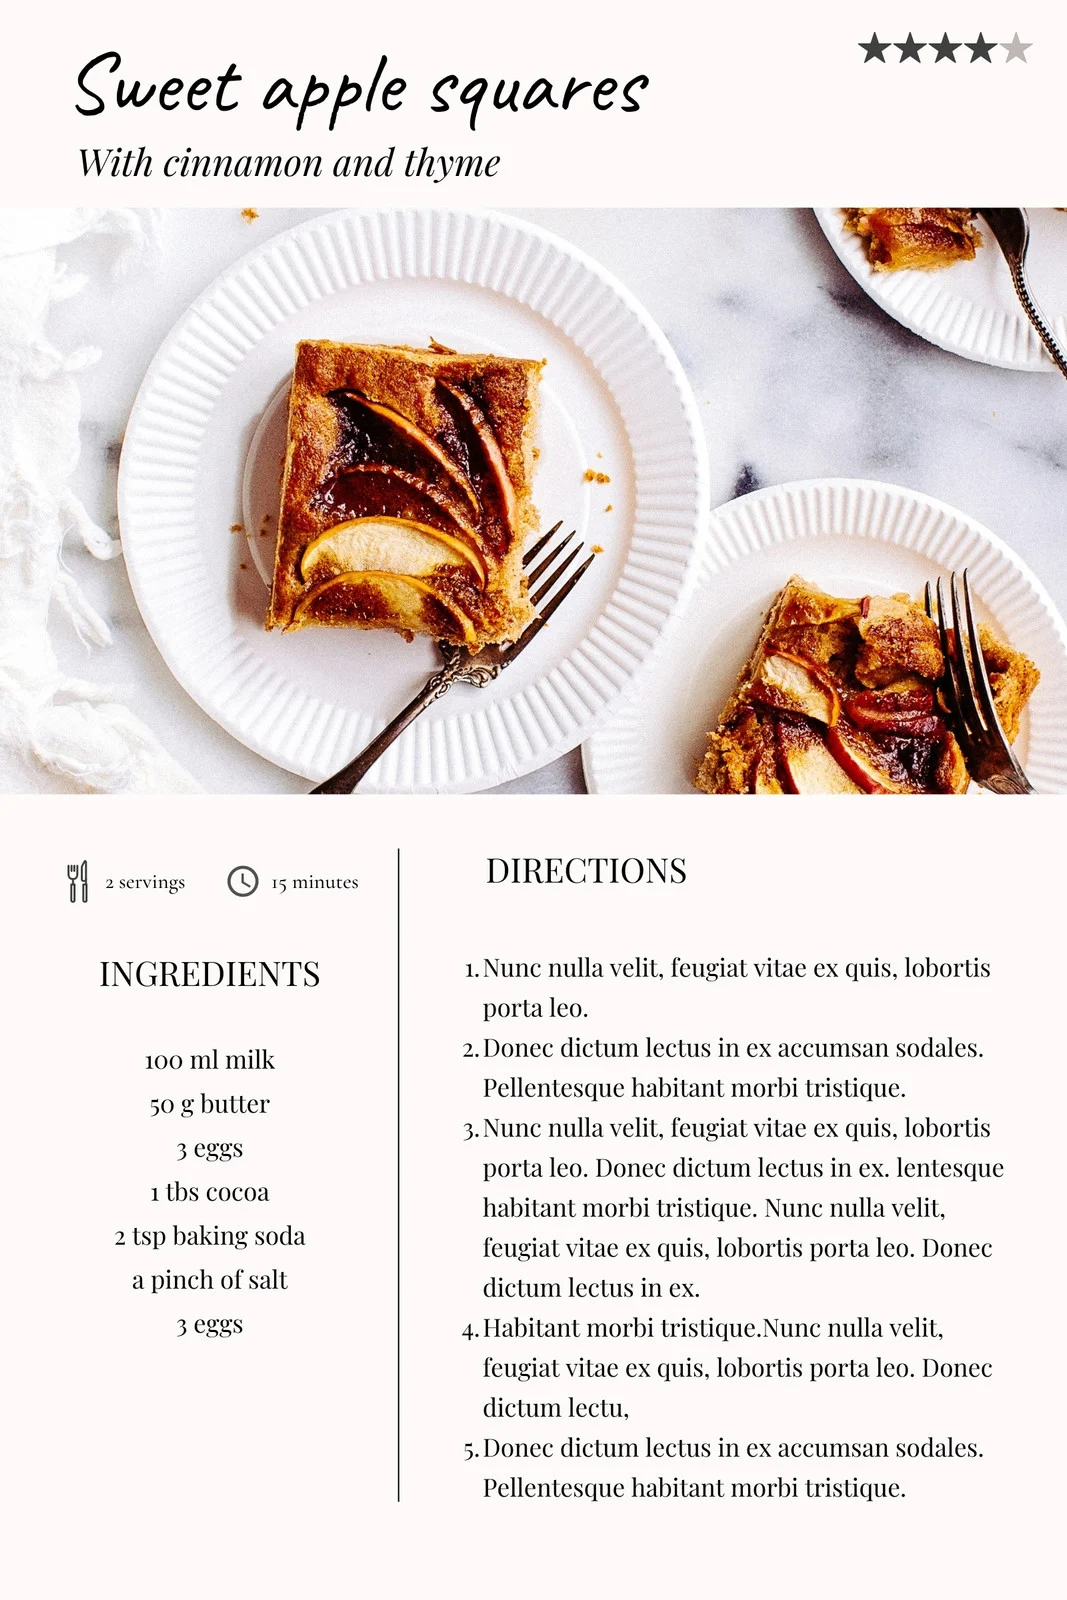 Sweet apple squares
With cinnamon and thyme
2 servings
15 minutes
INGREDIENTS
100 ml milk
50 g butter
3 eggs
1 tbs cocoa
2 tsp baking soda
a pinch of salt
3 eggs
DIRECTIONS
1. Nunc nulla velit, feugiat vitae ex quis, lobortis
porta leo.
2. Donec dictum lectus in ex accumsan sodales.
Pellentesque habitant morbi tristique.
3. Nunc nulla velit, feugiat vitae ex quis, lobortis
porta leo. Donec dictum lectus in ex. lentesque
habitant morbi tristique. Nunc nulla velit,
feugiat vitae ex quis, lobortis porta leo. Donec
dictum lectus in ex.
4. Habitant morbi tristique.Nunc nulla velit,
feugiat vitae ex quis, lobortis porta leo. Donec
dictum lectu,
5. Donec dictum lectus in ex accumsan sodales.
Pellentesque habitant morbi tristique.